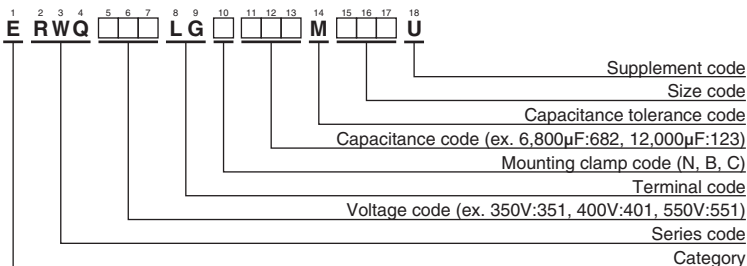 1 2 3 4 5 6 7 8 9 10 11 12 13 14 15 16 17 18
E RWQ □□□ LG □ □□□ M □□□ U
Supplement code
Size code
Capacitance tolerance code
Capacitance code (ex. 6,800µF:682, 12,000µF:123)
Mounting clamp code (N, B, C)
Terminal code
Voltage code (ex. 350V:351, 400V:401, 550V:551)
Series code
Category